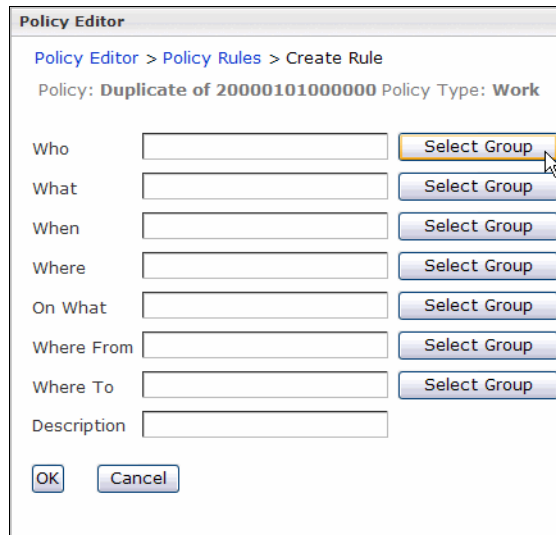 Policy Editor
Policy Editor > Policy Rules > Create Rule
Policy: Duplicate of 20000101000000 Policy Type: Work
Who Select Group
What Select Group
When Select Group
Where Select Group
On What Select Group
Where From Select Group
Where To Select Group
Description
OK Cancel